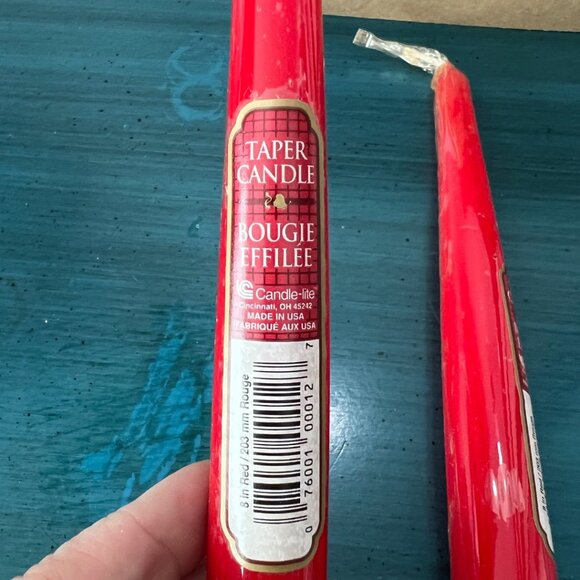 TAPER
CANDLE
BOUGIE
EFFILÉE
Candle-lite™
Cincinnati, OH 45242
MADE IN USA
FABRIQUÉ AUX USA
8 in Red / 203 mm Rouge
0 76001 00012 7